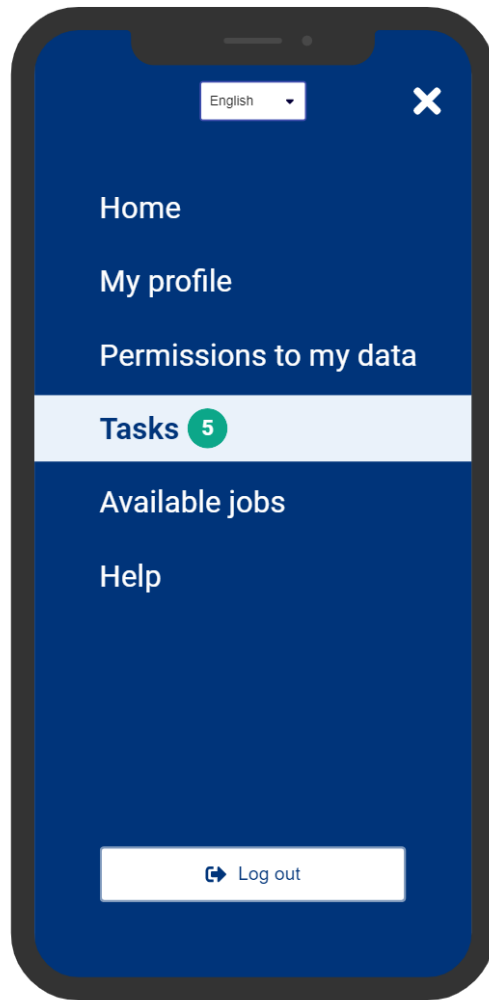 English
Home
My profile
Permissions to my data
Tasks 5
Available jobs
Help
Log out